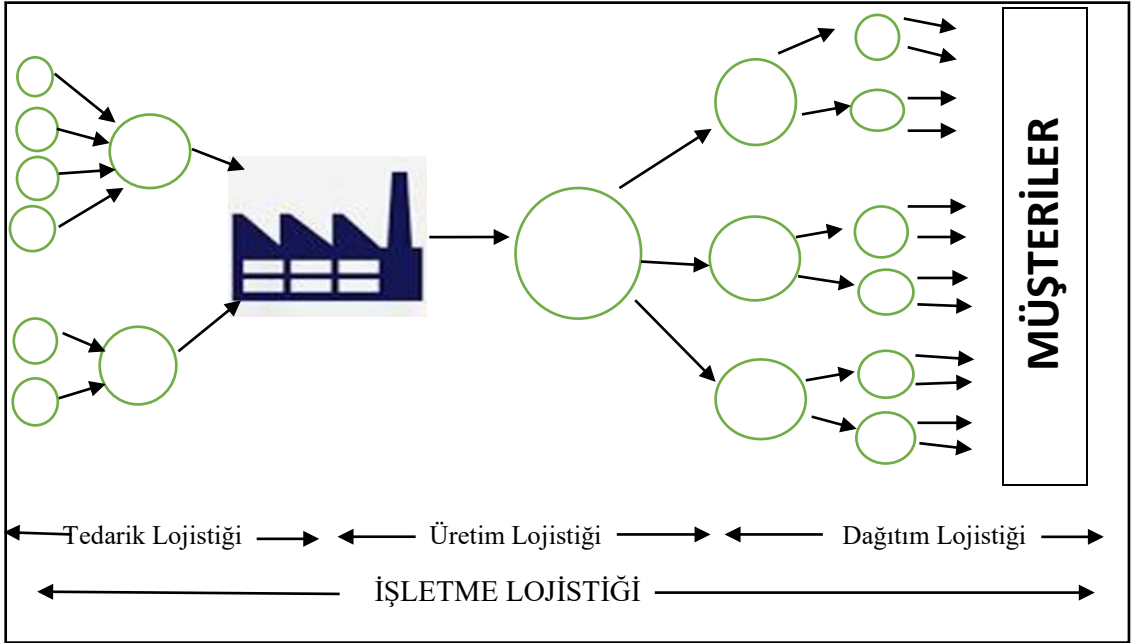 MÜŞTERİLER
Tedarik Lojistiği
Üretim Lojistiği
Dağıtım Lojistiği
İŞLETME LOJİSTİĞİ